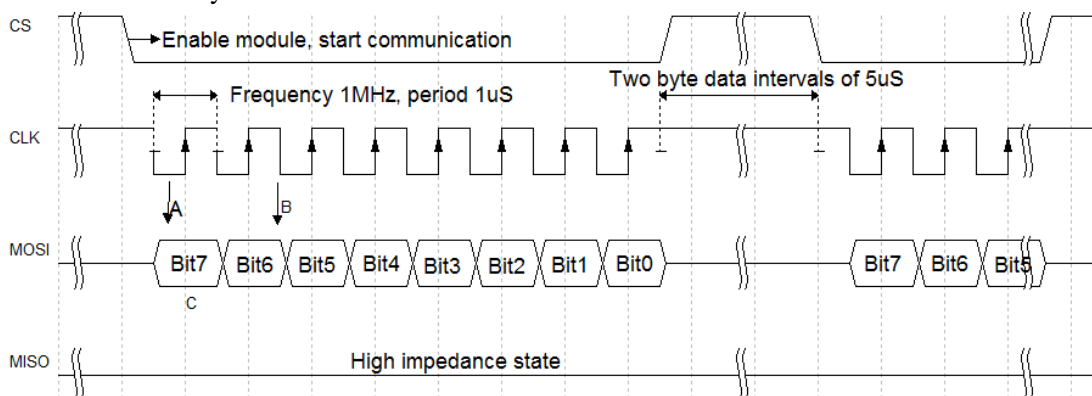 CS
Enable module, start communication
Two byte data intervals of 5uS
Frequency 1MHz, period 1uS
CLK
A
B
MOSI
Bit7 Bit6 Bit5 Bit4 Bit3 Bit2 Bit1 Bit0 Bit7 Bit6 Bit5
C
MISO
High impedance state